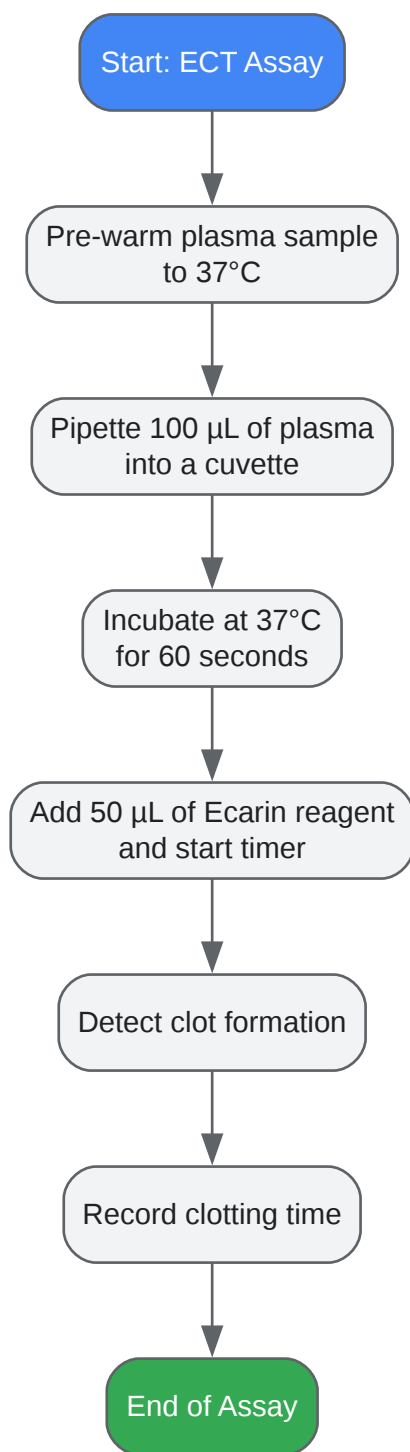 Start: ECT Assay
Pre-warm plasma sample
to 37°C
Pipette 100 µL of plasma
into a cuvette
Incubate at 37°C
for 60 seconds
Add 50 µL of Ecarin reagent
and start timer
Detect clot formation
Record clotting time
End of Assay